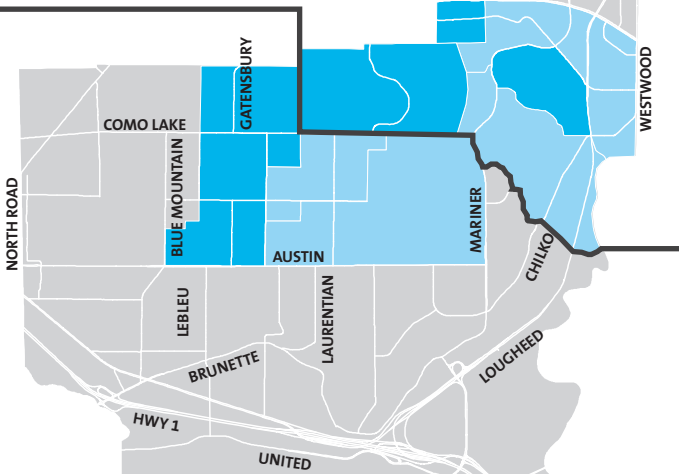 GATENSBURY
WESTWOOD
COMO LAKE
BLUE MOUNTAIN
NORTH ROAD
MARINER
AUSTIN
CHILKO
LEBLEU
LAURENTIAN
BRUNETTE
LOUGHEED
HWY 1
UNITED